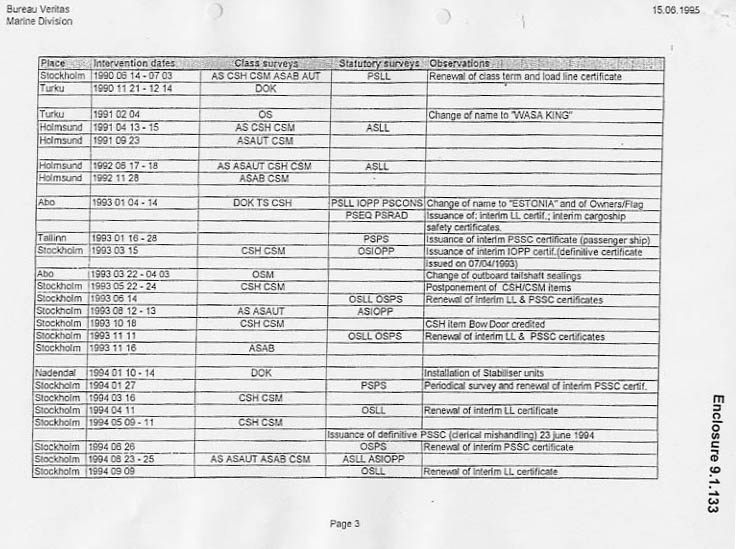 Bureau Veritas
Marine Division
15.06.1995
Place Intervention dates Class surveys Statutory surveys Observations
Stockholm 1990 06 14 - 07 03 AS CSH CSM ASAB AUT PSLL Renewal of class term and load line certificate
Turku 1990 11 21 - 12 14 DOK
Turku 1991 02 04 OS Change of name to "WASA KING"
Holmsund 1991 04 13 - 15 AS CSH CSM ASLL
Holmsund 1991 09 23 ASAUT CSM
Holmsund 1992 06 17 - 18 AS ASAUT CSH CSM ASLL
Holmsund 1992 11 28 ASAB CSM
Abo 1993 01 04 - 14 DOK TS CSH PSLL IOPP PSCONS Change of name to "ESTONIA" and of Owners/Flag
PSEQ PSRAD Issuance of: interim LL certif.; interim cargoship
safety certificates.
Tallinn 1993 01 16 - 28 PSPS Issuance of interim PSSC certificate (passenger ship)
Stockholm 1993 03 15 CSH CSM OSIOPP Issuance of interim IOPP certif.(definitive certificate
issued on 07/04/1993)
Abo 1993 03 22 - 04 03 OSM Change of outboard tailshaft sealings
Stockholm 1993 05 22 - 24 CSH CSM Postponement of CSH/CSM items
Stockholm 1993 06 14 OSLL OSPS Renewal of interim LL & PSSC certificates
Stockholm 1993 08 12 - 13 AS ASAUT ASIOPP
Stockholm 1993 10 18 CSH CSM CSH item Bow Door credited
Stockholm 1993 11 11 OSLL OSPS Renewal of interim LL & PSSC certificates
Stockholm 1993 11 16 ASAB
Nadendal 1994 01 10 - 14 DOK Installation of Stabiliser units
Stockholm 1994 01 27 PSPS Periodical survey and renewal of interim PSSC certif.
Stockholm 1994 03 16 CSH CSM
Stockholm 1994 04 11 OSLL Renewal of interim LL certificate
Stockholm 1994 05 09 - 11 CSH CSM
Issuance of definitive PSSC (clerical mishandling) 23 june 1994
Stockholm 1994 06 26 OSPS Renewal of interim PSSC certificate
Stockholm 1994 08 23 - 25 AS ASAUT ASAB CSM ASLL ASIOPP
Stockholm 1994 09 09 OSLL Renewal of interim LL certificate
Enclosure 9.1.133
Page 3